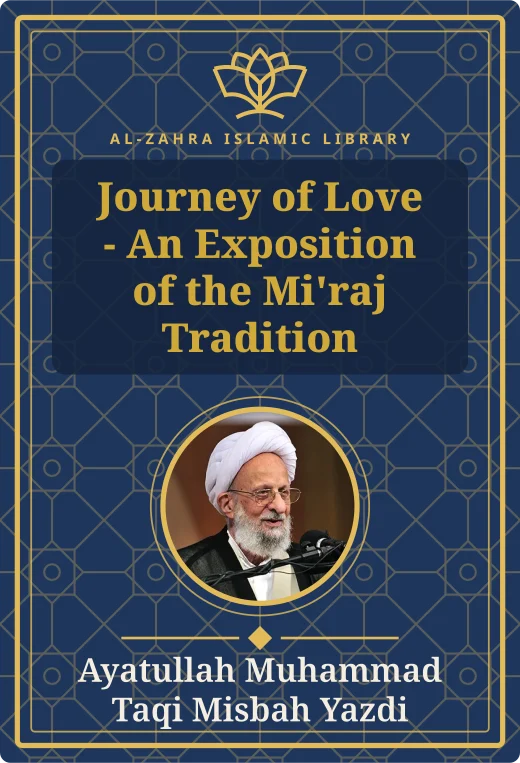 AL-ZAHRA ISLAMIC LIBRARY
Journey of Love
- An Exposition
of the Mi'raj
Tradition
Ayatullah Muhammad
Taqi Misbah Yazdi